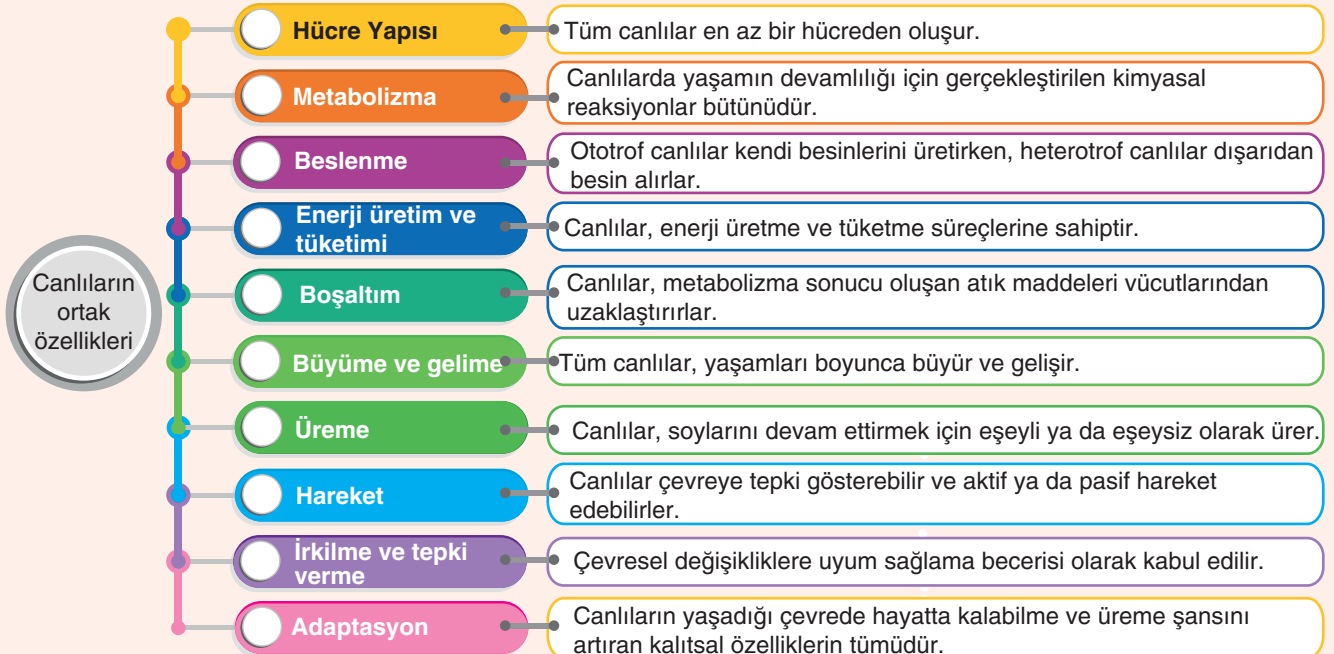 Canlıların
ortak
özellikleri
Hücre Yapısı
Tüm canlılar en az bir hücreden oluşur.
Metabolizma
Canlılarda yaşamın devamlılığı için gerçekleştirilen kimyasal
reaksiyonlar bütünüdür.
Beslenme
Ototrof canlılar kendi besinlerini üretirken, heterotrof canlılar dışarıdan
besin alırlar.
Enerji üretim ve
tüketimi
Canlılar, enerji üretme ve tüketme süreçlerine sahiptir.
Boşaltım
Canlılar, metabolizma sonucu oluşan atık maddeleri vücutlarından
uzaklaştırırlar.
Büyüme ve gelime
Tüm canlılar, yaşamları boyunca büyür ve gelişir.
Üreme
Canlılar, soylarını devam ettirmek için eşeyli ya da eşeysiz olarak ürer.
Hareket
Canlılar çevreye tepki gösterebilir ve aktif ya da pasif hareket
edebilirler.
İrkilme ve tepki
verme
Çevresel değişikliklere uyum sağlama becerisi olarak kabul edilir.
Adaptasyon
Canlıların yaşadığı çevrede hayatta kalabilme ve üreme şansını
artıran kalıtsal özelliklerin tümüdür.